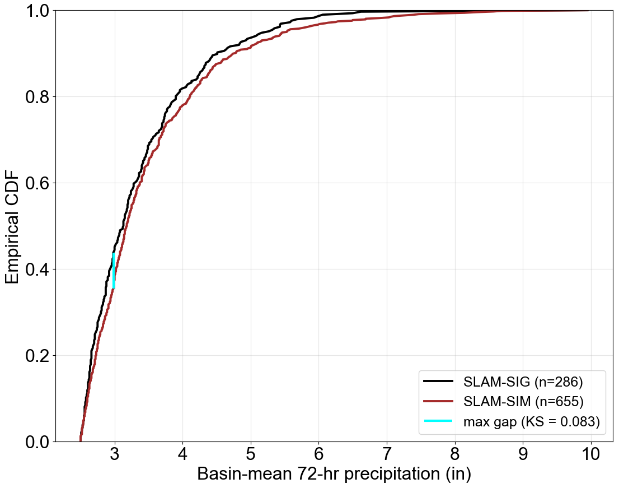 1.0
0.8
0.6
0.4
0.2
0.0
Empirical CDF
SLAM-SIG (n=286)
SLAM-SIM (n=655)
max gap (KS = 0.083)
3 4 5 6 7 8 9 10
Basin-mean 72-hr precipitation (in)